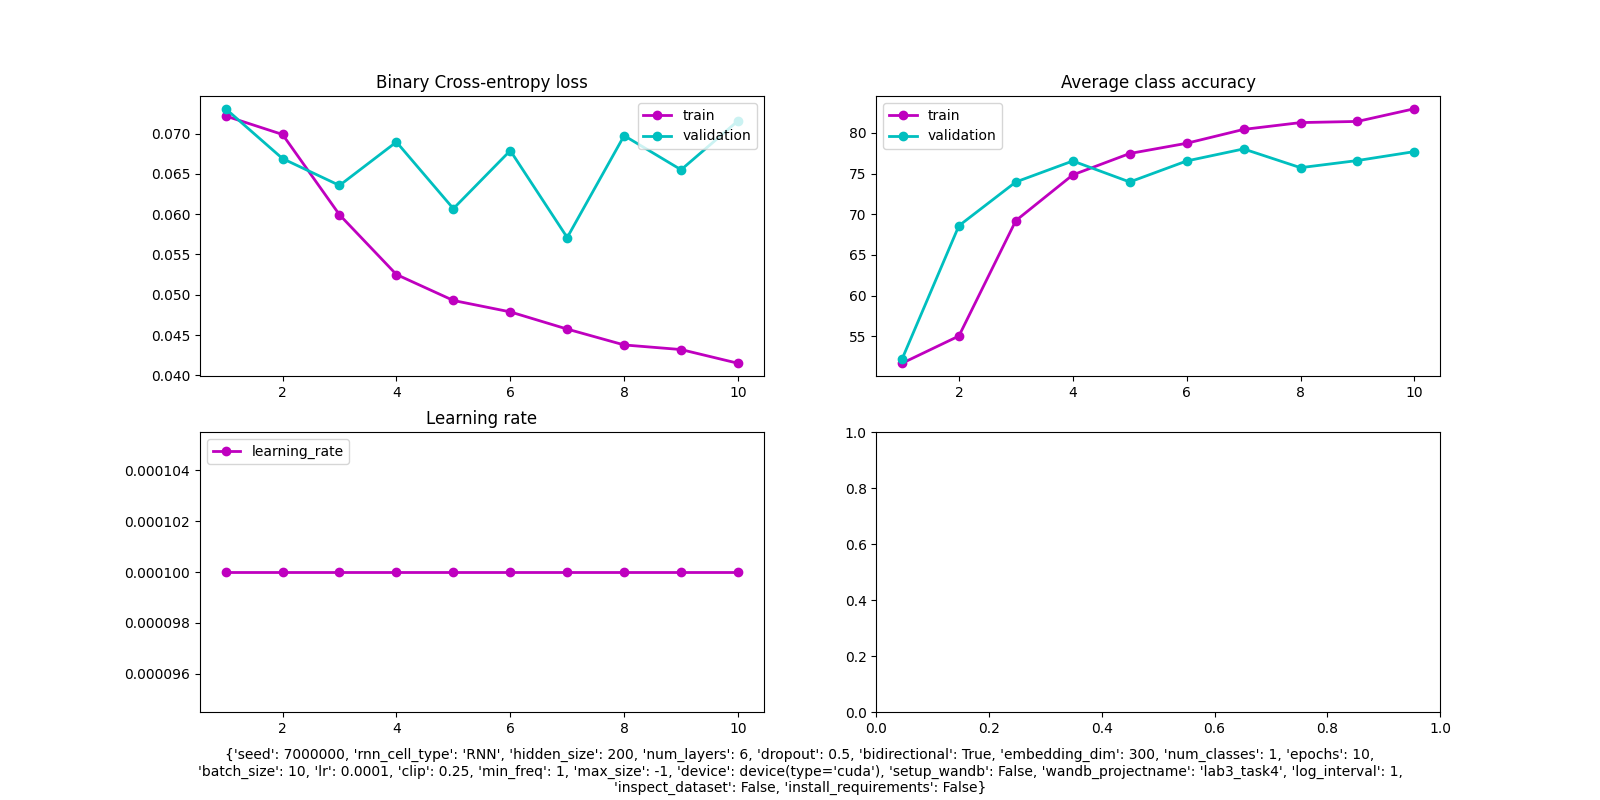 Binary Cross-entropy loss
train
validation
0.070
0.065
0.060
0.055
0.050
0.045
0.040
2 4 6 8 10
Average class accuracy
train
validation
80
75
70
65
60
55
2 4 6 8 10
Learning rate
learning_rate
0.000104
0.000102
0.000100
0.000098
0.000096
2 4 6 8 10
1.0
0.8
0.6
0.4
0.2
0.0
0.0 0.2 0.4 0.6 0.8 1.0
{'seed': 7000000, 'rnn_cell_type': 'RNN', 'hidden_size': 200, 'num_layers': 6, 'dropout': 0.5, 'bidirectional': True, 'embedding_dim': 300, 'num_classes': 1, 'epochs': 10,
'batch_size': 10, 'lr': 0.0001, 'clip': 0.25, 'min_freq': 1, 'max_size': -1, 'device': device(type='cuda'), 'setup_wandb': False, 'wandb_projectname': 'lab3_task4', 'log_interval': 1,
'inspect_dataset': False, 'install_requirements': False}